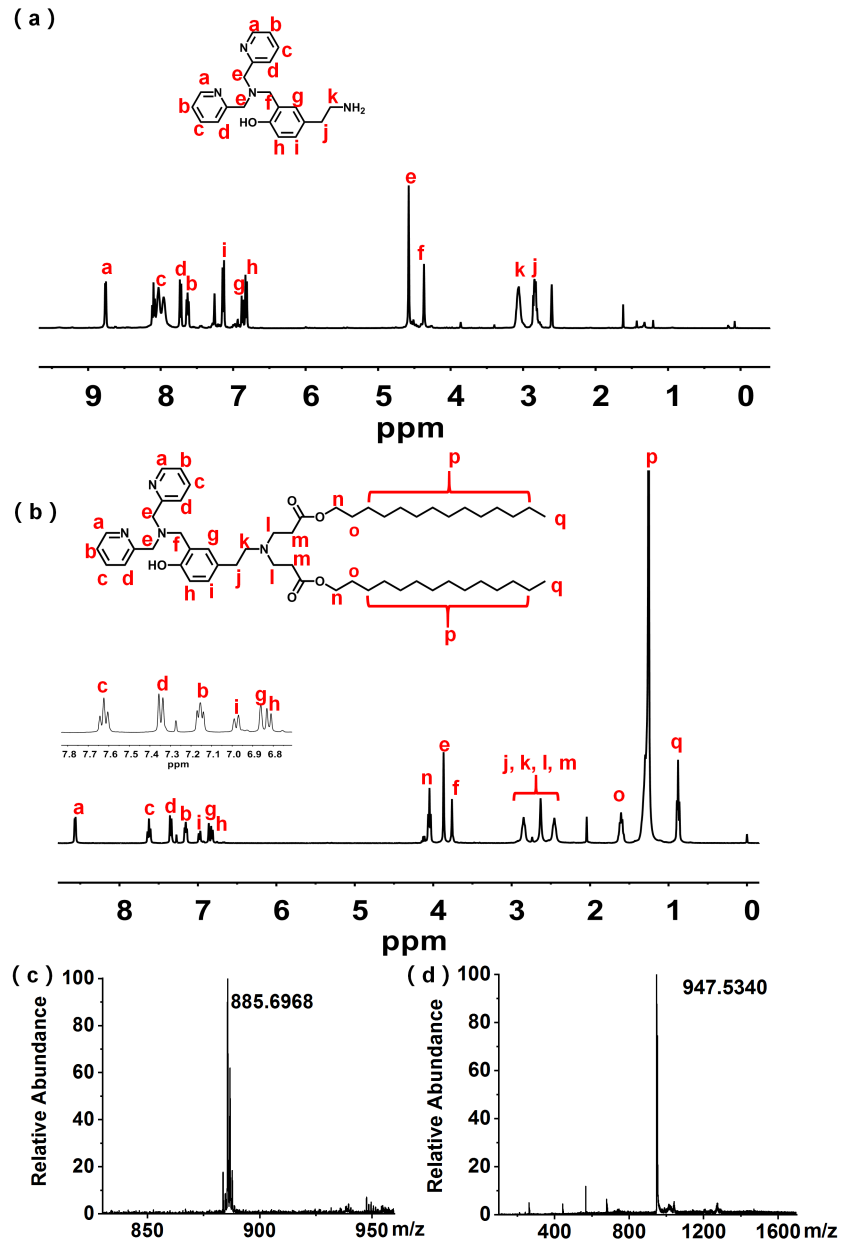 ( a )
a b
N c
e d
a N
N
b e f g k
NH2
c d HO j
h i
e
f
a c d b i g h k j
9 8 7 6 5 4 3 2 1 0
ppm
( b )
a b
N c
e d
p
O n
O o q
l m
a N
N
b e f g k N
c d HO j l m
h i
O
O o q
n
p
p
c d b i g h
7.8 7.7 7.6 7.5 7.4 7.3 7.2 7.1 7.0 6.9 6.8
ppm
a c d b i g h n e f j, k, l, m o q
8 7 6 5 4 3 2 1 0
ppm
( c )
Relative Abundance
100
80
60
40
20
0
885.6968
850 900 950 m/z
( d )
Relative Abundance
100
80
60
40
20
0
947.5340
400 800 1200 1600 m/z